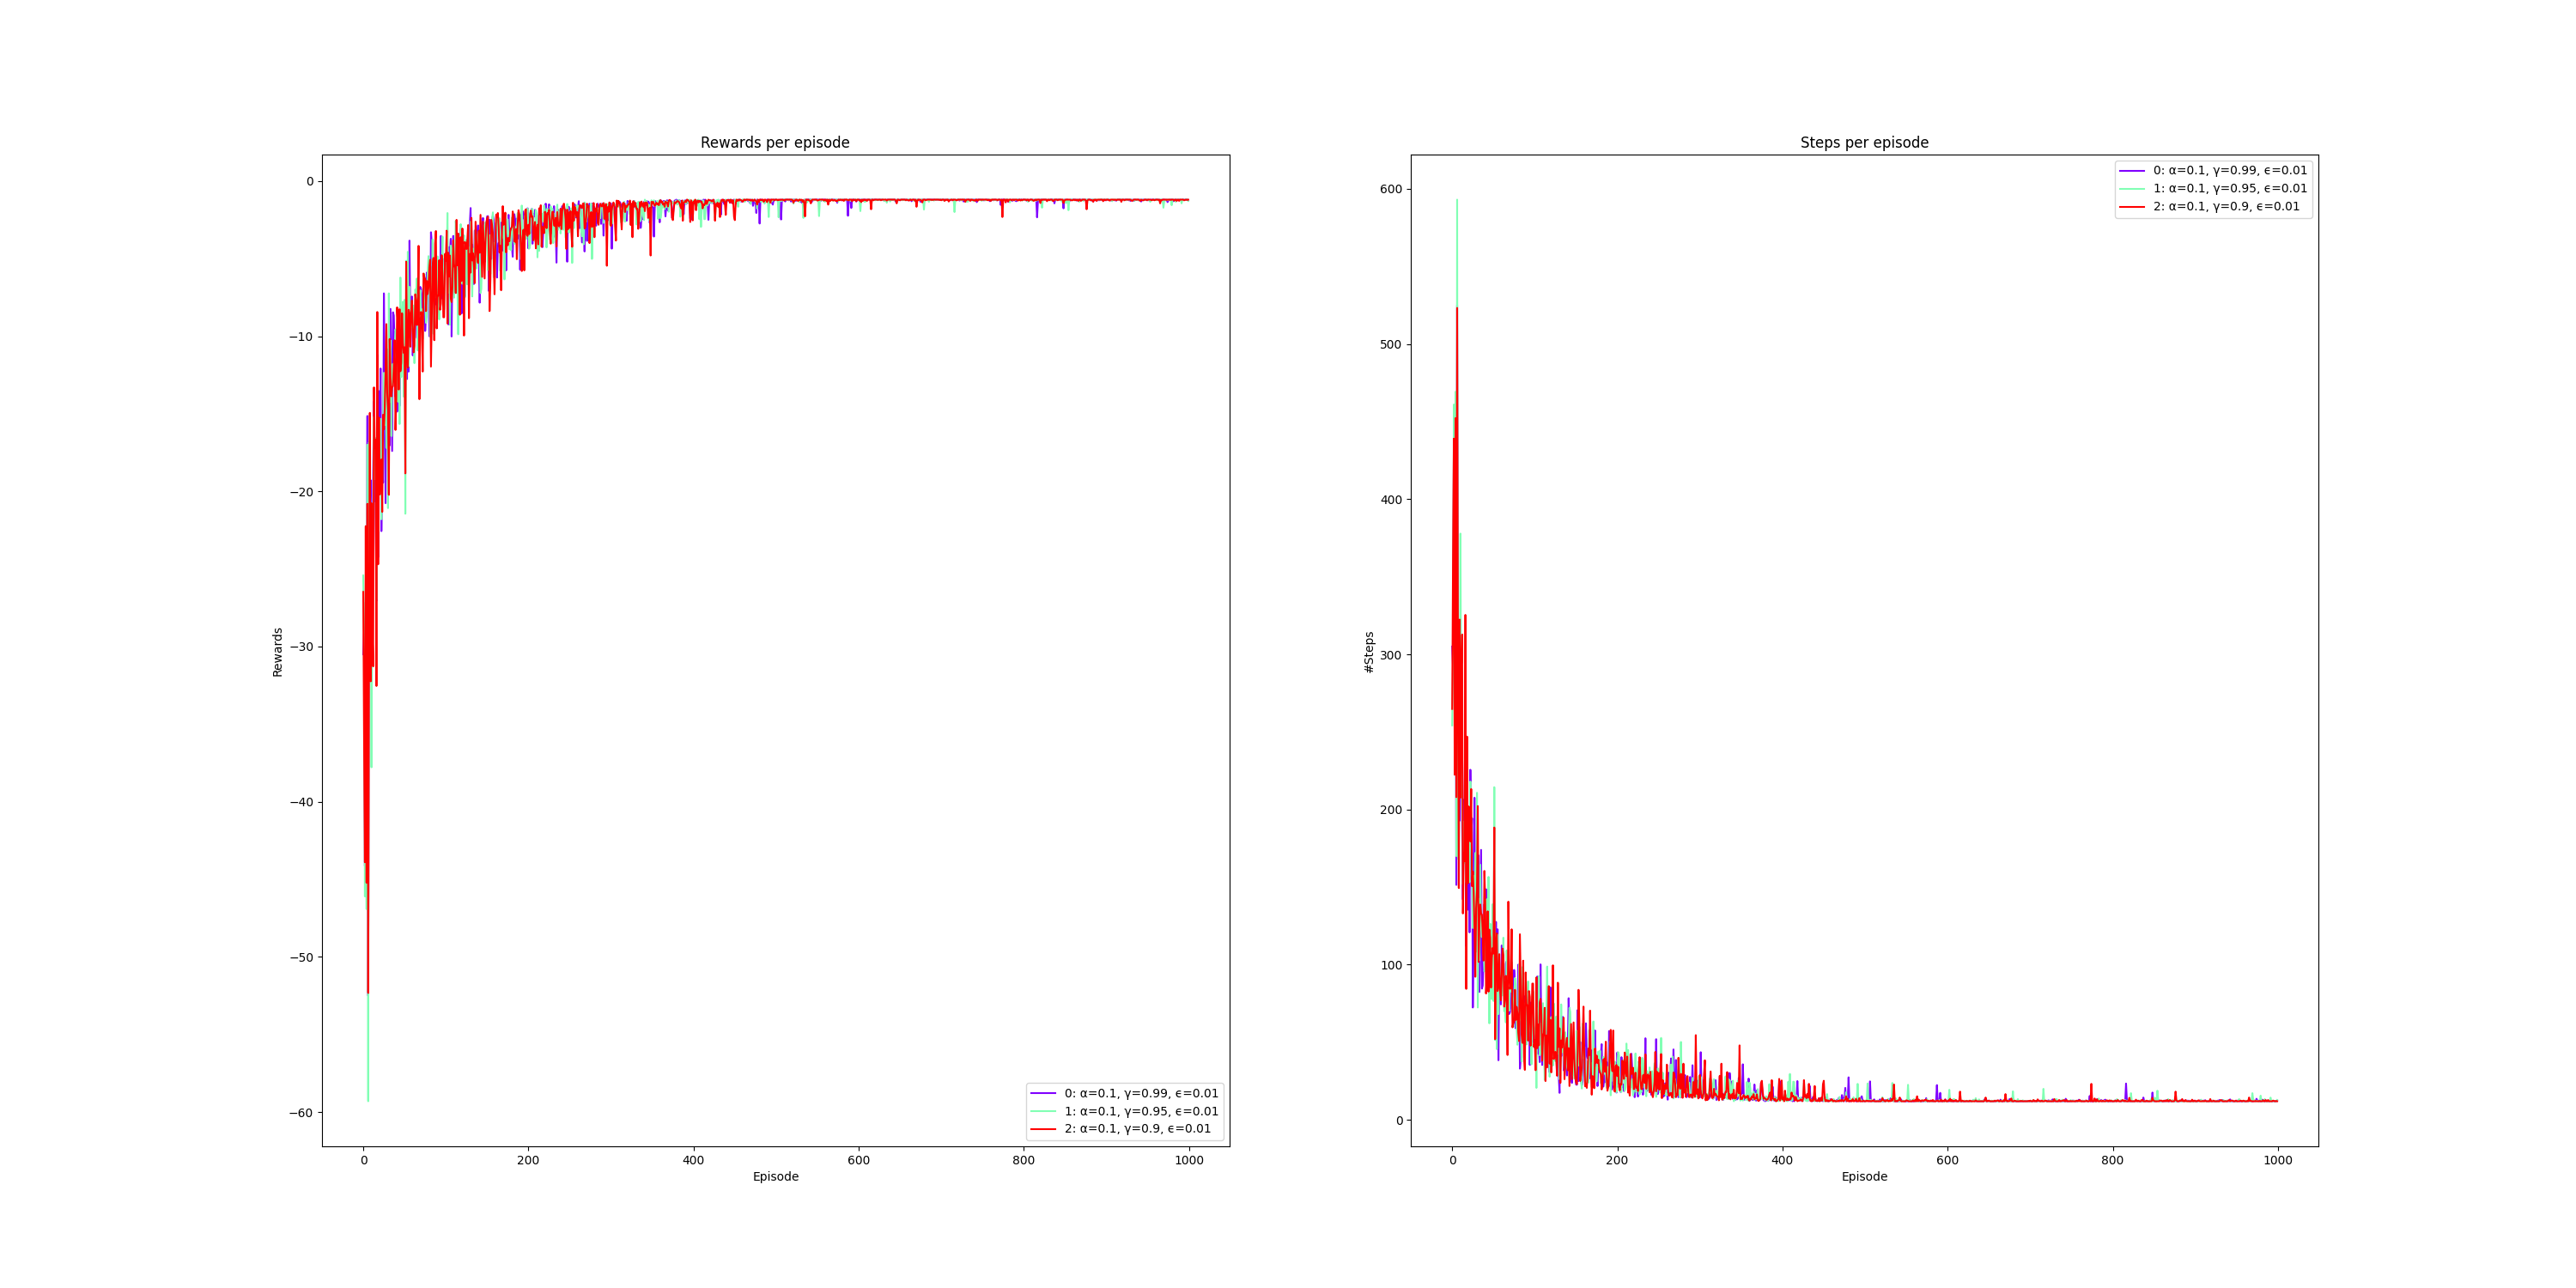 Rewards per episode
0
−10
−20
−30
−40
−50
−60
Rewards
0: α=0.1, γ=0.99, ϵ=0.01
1: α=0.1, γ=0.95, ϵ=0.01
2: α=0.1, γ=0.9, ϵ=0.01
0 200 400 600 800 1000
Episode
Steps per episode
600
500
400
300
200
100
0
#Steps
0: α=0.1, γ=0.99, ϵ=0.01
1: α=0.1, γ=0.95, ϵ=0.01
2: α=0.1, γ=0.9, ϵ=0.01
0 200 400 600 800 1000
Episode